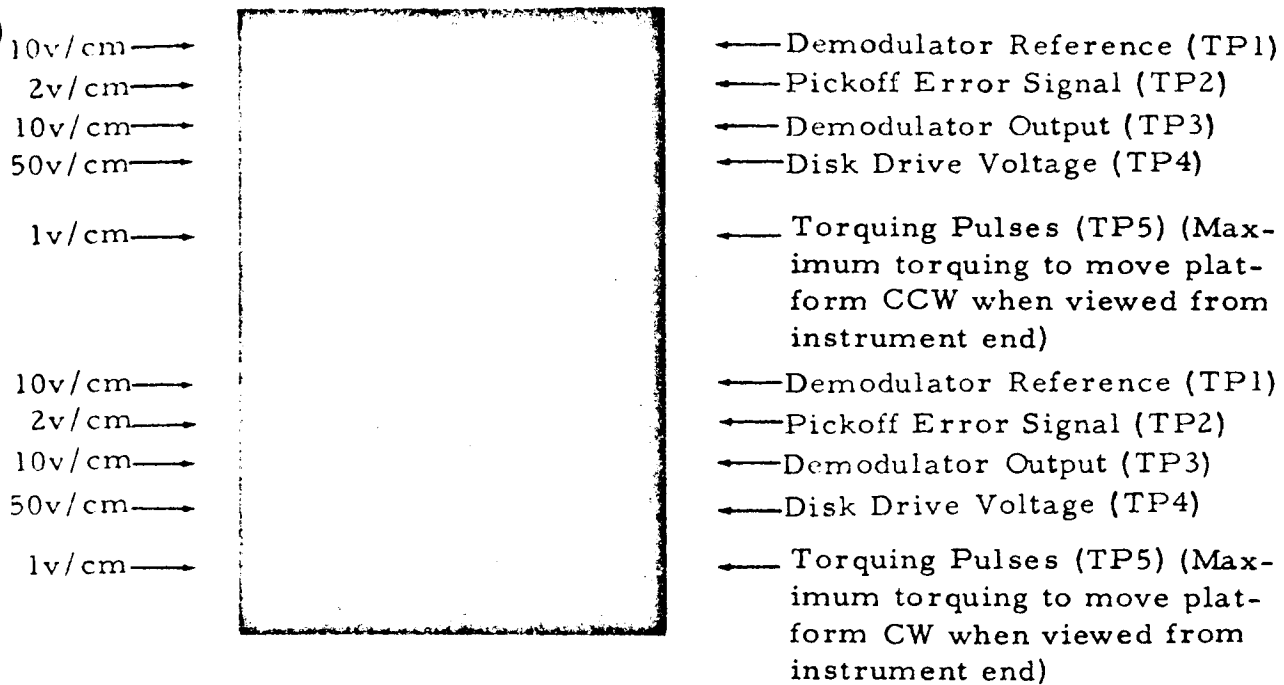 10v/cm Demodulator Reference (TP1)
2v/cm Pickoff Error Signal (TP2)
10v/cm Demodulator Output (TP3)
50v/cm Disk Drive Voltage (TP4)
1v/cm Torquing Pulses (TP5) (Max-
imum torquing to move plat-
form CCW when viewed from
instrument end)
10v/cm Demodulator Reference (TP1)
2v/cm Pickoff Error Signal (TP2)
10v/cm Demodulator Output (TP3)
50v/cm Disk Drive Voltage (TP4)
1v/cm Torquing Pulses (TP5) (Max-
imum torquing to move plat-
form CW when viewed from
instrument end)